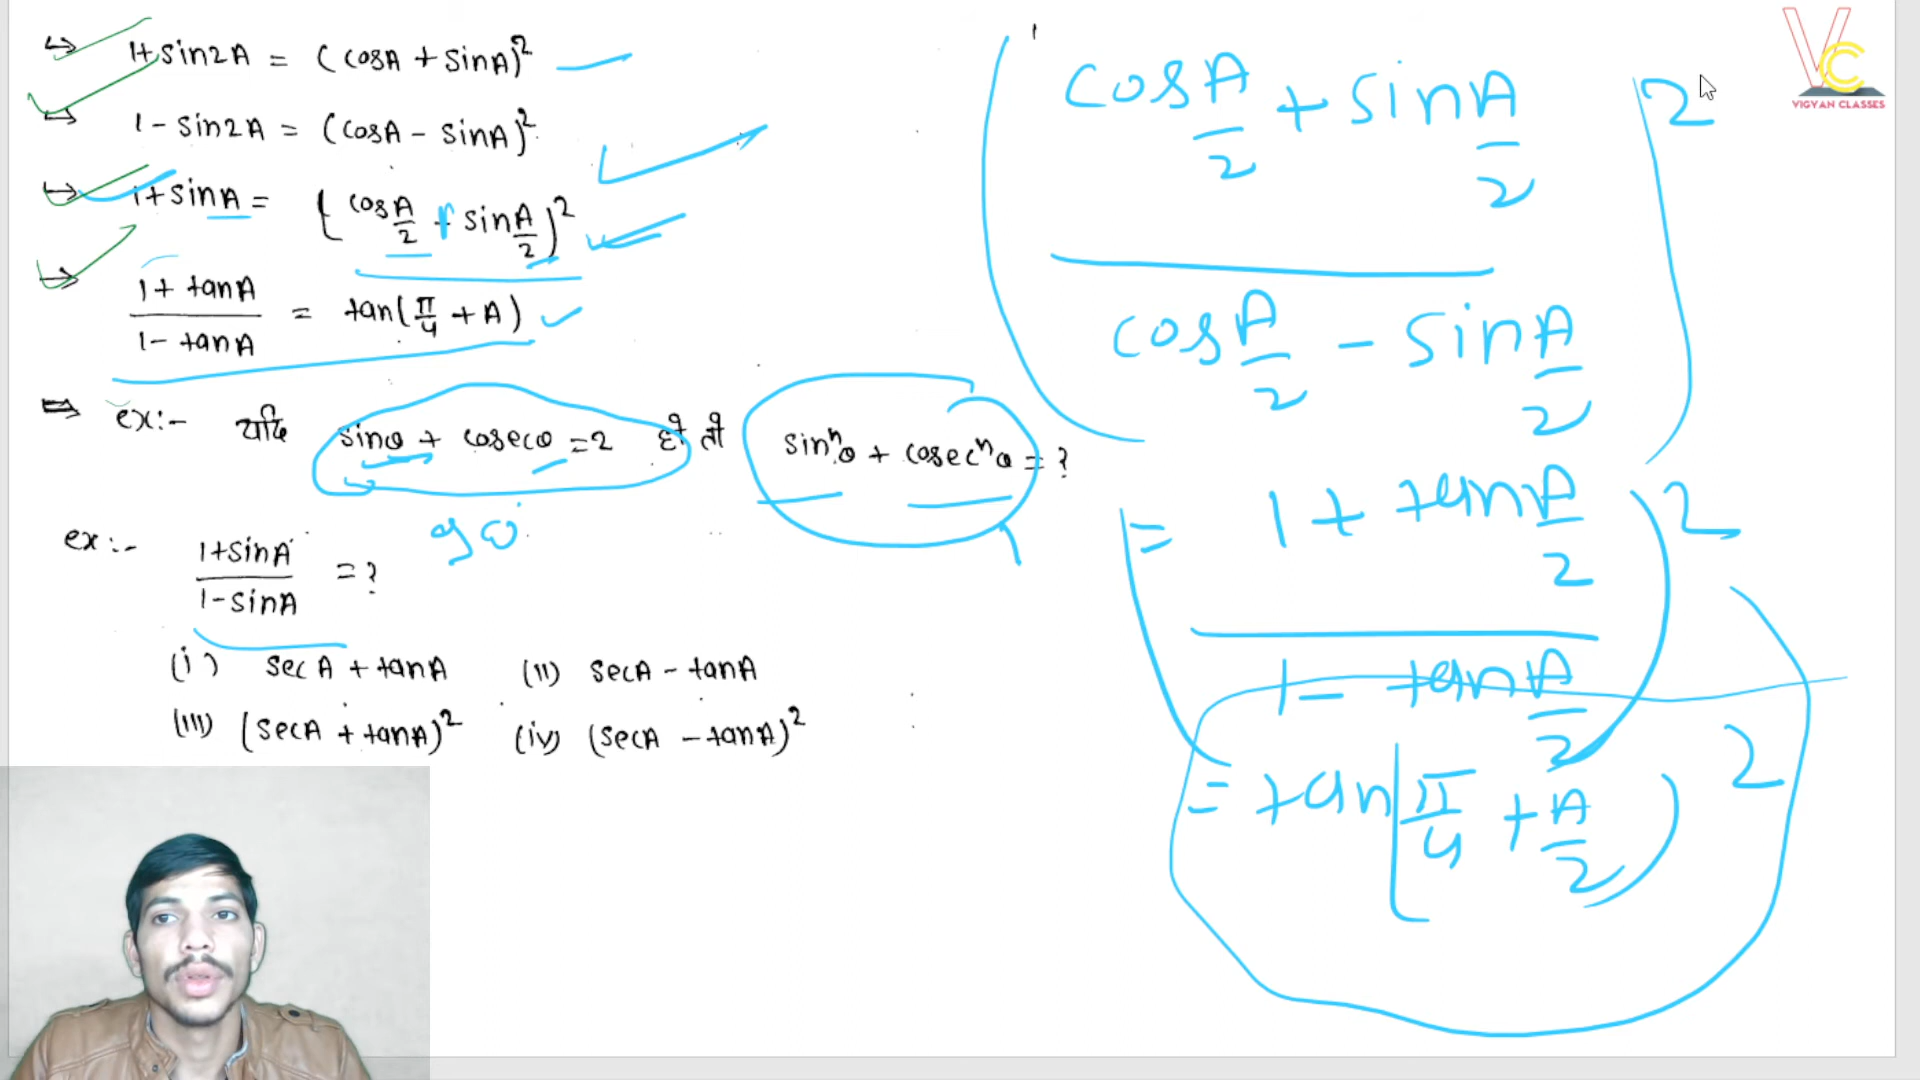 1+sin2A = (cosA + sinA)²
1 - sin2A = (cosA - sinA)²
1+sinA = (cosA/2 + sinA/2)²
1+ tanA / 1- tanA = tan(π/4 + A)
ex:- यदि sinθ + cosecθ = 2 हो तो sinⁿθ + cosecⁿθ = ?
90
ex:- 1+sinA / 1-sinA = ?
(i) secA + tanA (ii) secA - tanA
(iii) (secA + tanA)² (iv) (secA - tanA)²
(cosA/2 + sinA/2 / cosA/2 - sinA/2)²
= (1 + tanA/2 / 1 - tanA/2)²
= tan(π/4 + A/2)²
VC
VIGYAN CLASSES